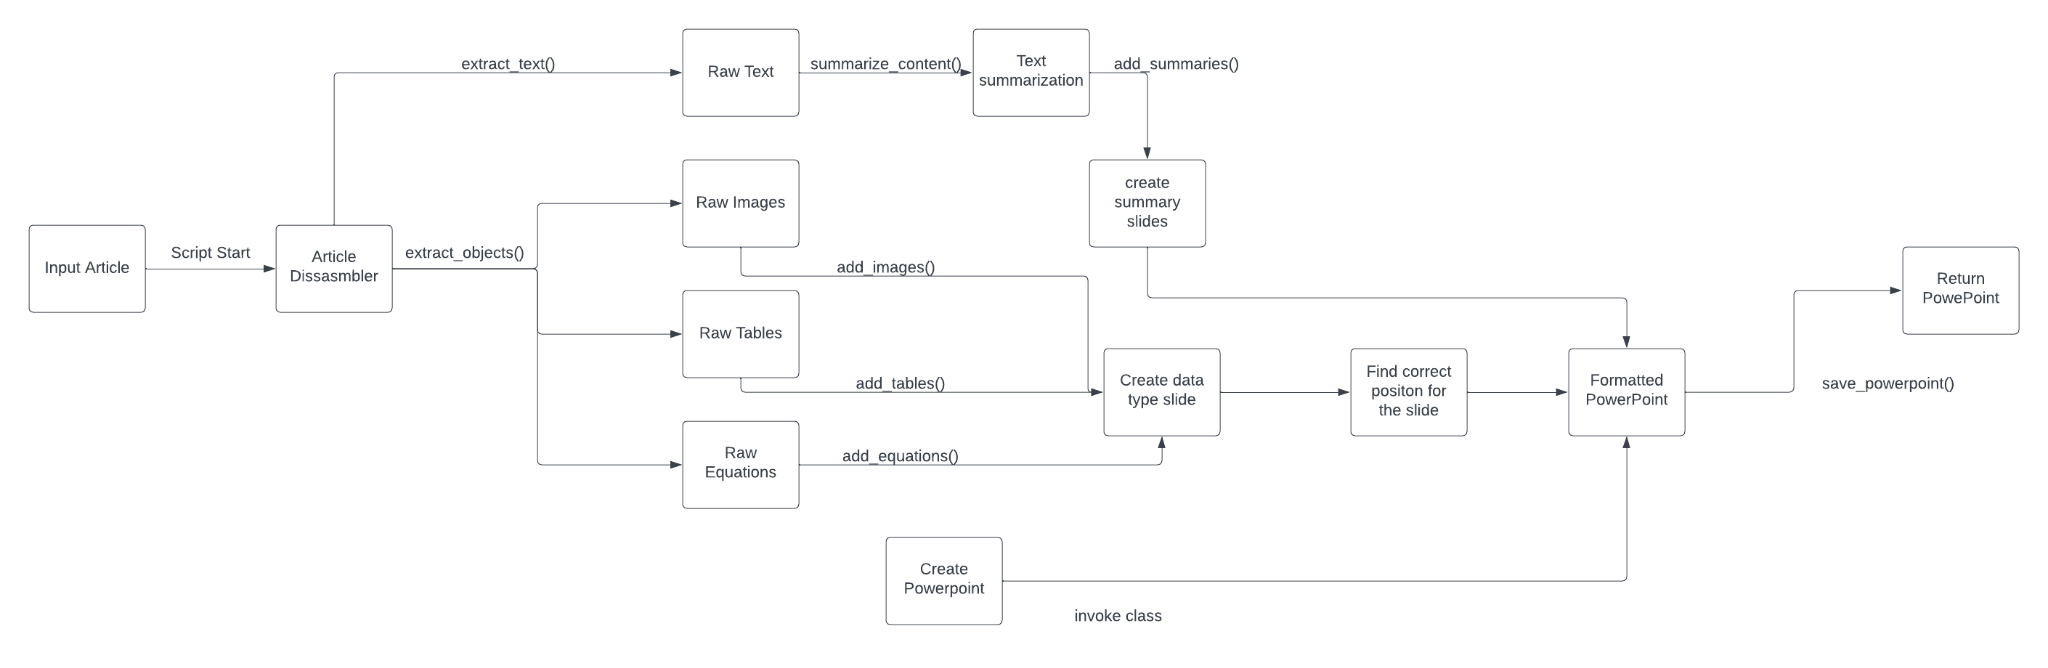 extract_text()
Raw Text
summarize_content()
Text
summarization
add_summaries()
Raw Images
create
summary
slides
Input Article
Script Start
Article
Dissasmbler
extract_objects()
add_images()
Raw Tables
add_tables()
Create data
type slide
Find correct
positon for
the slide
Formatted
PowerPoint
save_powerpoint()
Return
PowePoint
Raw
Equations
add_equations()
Create
Powerpoint
invoke class